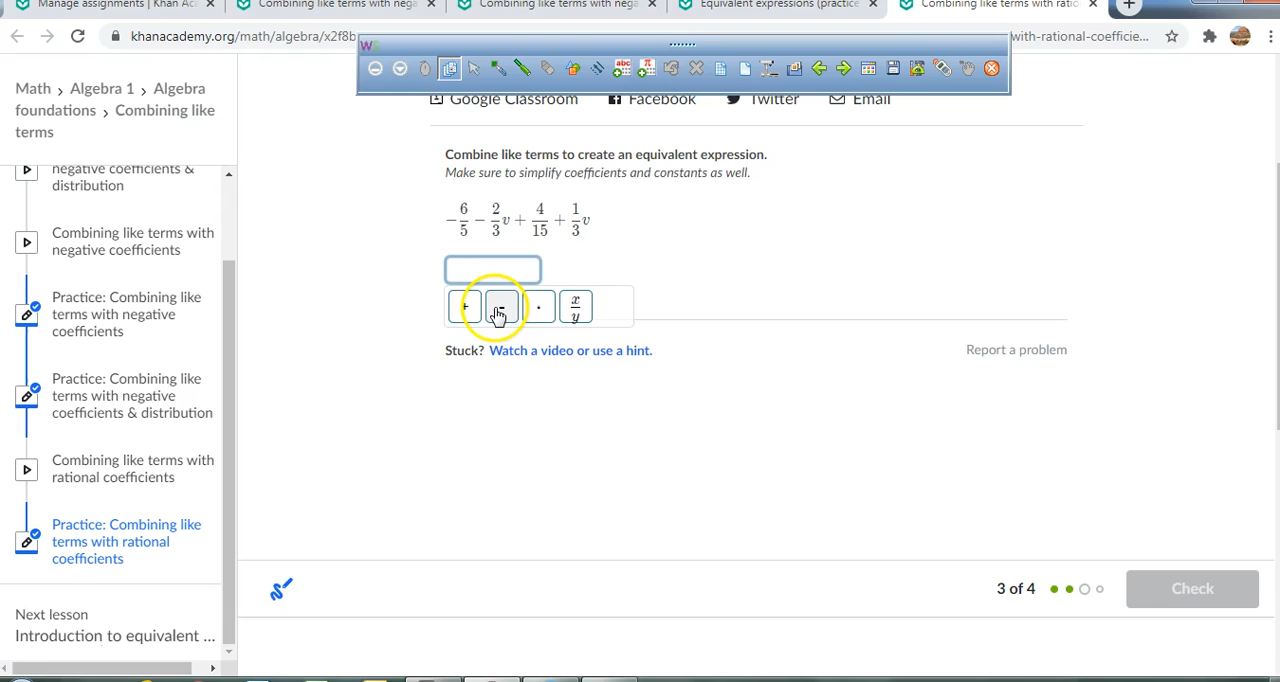 Manage assignments | Khan Ac
Combining like terms with nega
Combining like terms with nega
Equivalent expressions (practice
Combining like terms with ratio
khanacademy.org/math/algebra/x2f8b
with-rational-coefficie...
Math > Algebra 1 > Algebra
foundations > Combining like
terms
Google Classroom Facebook Twitter Email
negative coefficients &
distribution
Combining like terms with
negative coefficients
Practice: Combining like
terms with negative
coefficients
Practice: Combining like
terms with negative
coefficients & distribution
Combining like terms with
rational coefficients
Practice: Combining like
terms with rational
coefficients
Next lesson
Introduction to equivalent ...
Combine like terms to create an equivalent expression.
Make sure to simplify coefficients and constants as well.
-6/5 - 2/3 v + 4/15 + 1/3 v
+ - · x/y
Stuck? Watch a video or use a hint.
Report a problem
3 of 4
Check